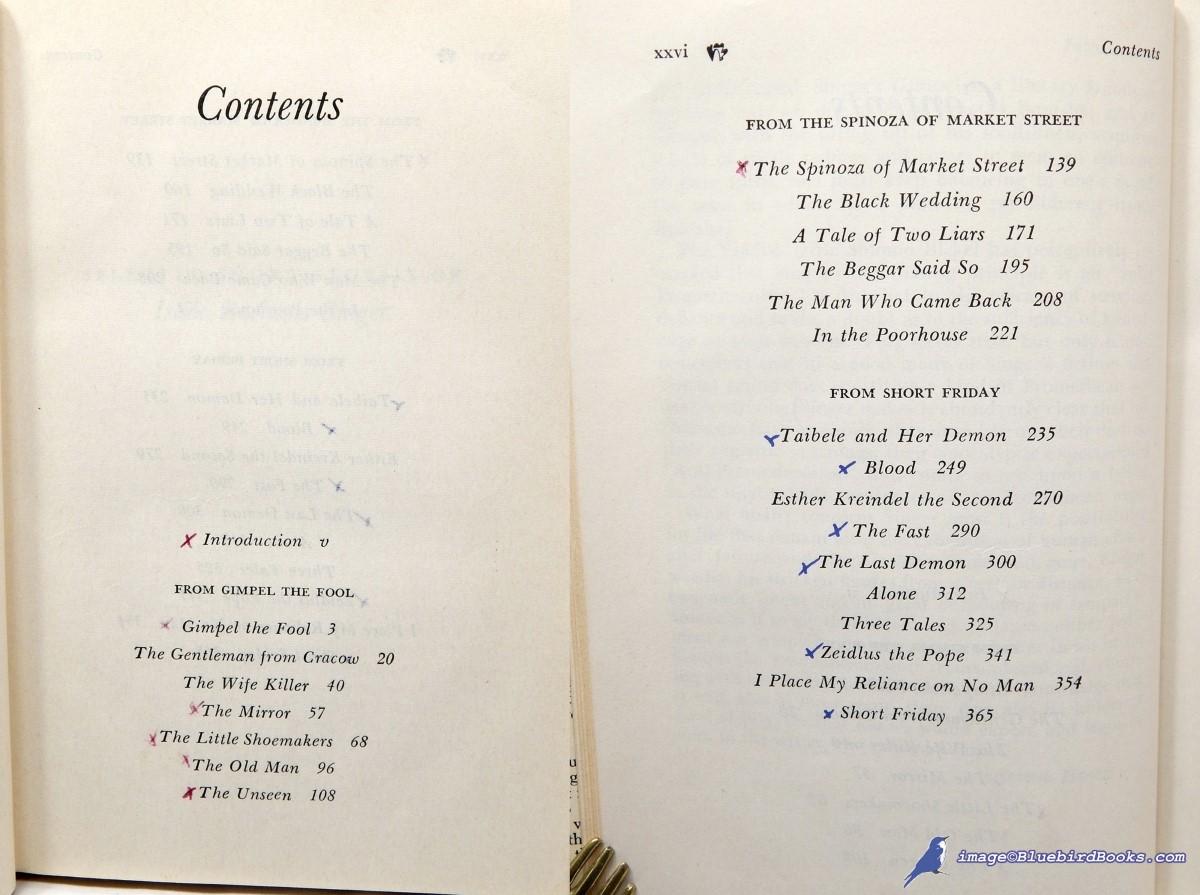 Contents
Introduction v
FROM GIMPEL THE FOOL
Gimpel the Fool 3
The Gentleman from Cracow 20
The Wife Killer 40
The Mirror 57
The Little Shoemakers 68
The Old Man 96
The Unseen 108
xxvi Contents
FROM THE SPINOZA OF MARKET STREET
The Spinoza of Market Street 139
The Black Wedding 160
A Tale of Two Liars 171
The Beggar Said So 195
The Man Who Came Back 208
In the Poorhouse 221
FROM SHORT FRIDAY
Taibele and Her Demon 235
Blood 249
Esther Kreindel the Second 270
The Fast 290
The Last Demon 300
Alone 312
Three Tales 325
Zeidlus the Pope 341
I Place My Reliance on No Man 354
Short Friday 365
image©BluebirdBooks.com